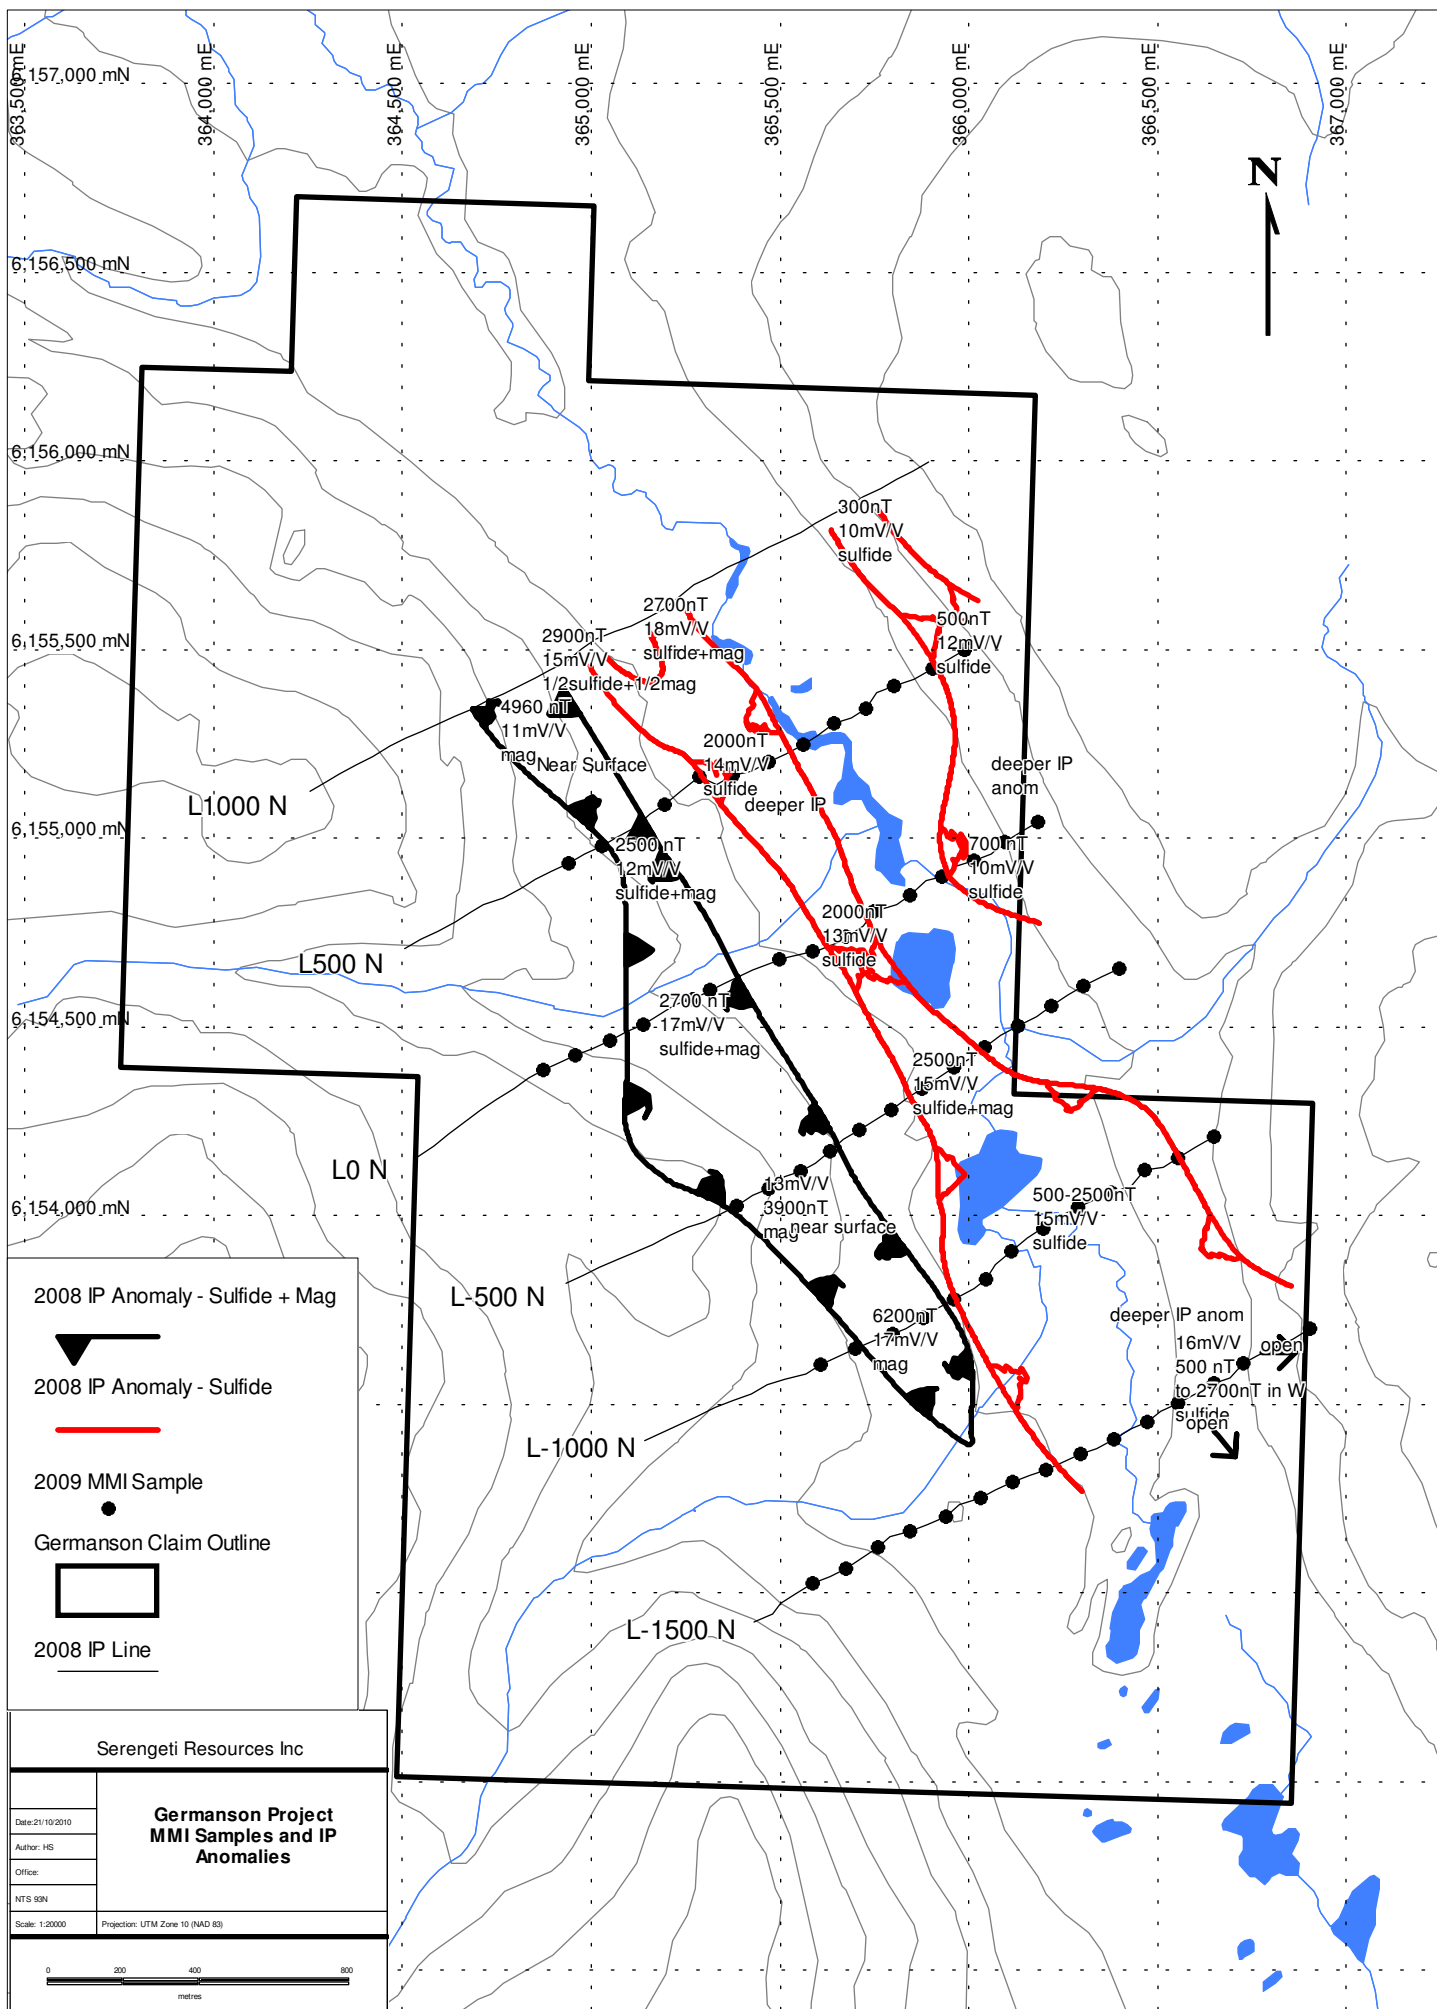 363,500 mE
364,000 mE
364,500 mE
365,000 mE
365,500 mE
366,000 mE
366,500 mE
367,000 mE
6,157,000 mN
N
6,156,500 mN
6,156,000 mN
300nT
10mV/V
sulfide
2700nT
18mV/V
sulfide+mag
500nT
12mV/V
sulfide
6,155,500 mN
2900nT
15mV/V
1/2sulfide+1/2mag
4960 nT
11mV/V
mag
Near Surface
2000nT
14mV/V
sulfide
deeper IP
deeper IP
anom
L1000 N
6,155,000 mN
2500 nT
12mV/V
sulfide+mag
700 nT
10mV/V
sulfide
2000nT
13mV/V
sulfide
L500 N
6,154,500 mN
2700 nT
17mV/V
sulfide+mag
2500nT
15mV/V
sulfide+mag
L0 N
6,154,000 mN
13mV/V
3900nT
mag
near surface
500-2500nT
15mV/V
sulfide
L-500 N
6200nT
17mV/V
mag
deeper IP anom
16mV/V
500 nT
to 2700nT in W
sulfide
open
open
L-1000 N
L-1500 N
2008 IP Anomaly - Sulfide + Mag
2008 IP Anomaly - Sulfide
2009 MMI Sample
Germanson Claim Outline
2008 IP Line
Serengeti Resources Inc
Germanson Project
MMI Samples and IP
Anomalies
Date:21/10/2010
Author: HS
Office:
NTS 93N
Scale: 1:20000
Projection: UTM Zone 10 (NAD 83)
0 200 400 800
metres